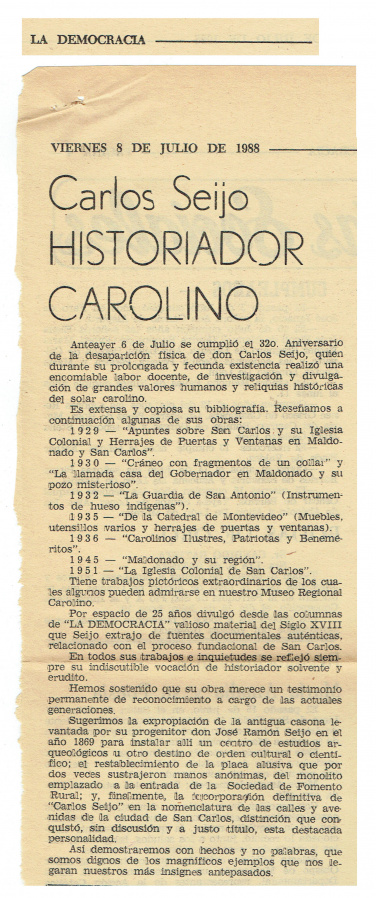 LA DEMOCRACIA
VIERNES 8 DE JULIO DE 1988
Carlos Seijo
HISTORIADOR
CAROLINO
Anteayer 6 de Julio se cumplió el 32o. Aniversario
de la desaparición física de don Carlos Seijo, quien
durante su prolongada y fecunda existencia realizó una
encomiable labor docente, de investigación y divulga-
ción de grandes valores humanos y reliquias históricas
del solar carolino.
Es extensa y copiosa su bibliografía. Reseñamos a
continuación algunas de sus obras:
1929 – "Apuntes sobre San Carlos y su Iglesia
Colonial y Herrajes de Puertas y Ventanas en Maldo-
nado y San Carlos".
1930 – "Cráneo con fragmentos de un collar" y
"La llamada casa del Gobernador en Maldonado y su
pozo misterioso".
1932 – "La Guardia de San Antonio" (Instrumen-
tos de hueso indígenas").
1935 – "De la Catedral de Montevideo" (Muebles,
utensillos varios y herrajes de puertas y ventanas).
1936 – "Carolinos Ilustres, Patriotas y Benemé-
ritos".
1945 – "Maldonado y su región".
1951 – "La Iglesia Colonial de San Carlos".
Tiene trabajos pictóricos extraordinarios de los cua-
les algunos pueden admirarse en nuestro Museo Regional
Carolino.
Por espacio de 25 años divulgó desde las columnas
de "LA DEMOCRACIA" valioso material del Siglo XVIII
que Seijo extrajo de fuentes documentales auténticas,
relacionado con el proceso fundacional de San Carlos.
En todos sus trabajos e inquietudes se reflejó siem-
pre su indiscutible vocación de historiador solvente y
erudito.
Hemos sostenido que su obra merece un testimonio
permanente de reconocimiento a cargo de las actuales
generaciones.
Sugerimos la expropiación de la antigua casona le-
vantada por su progenitor don José Ramón Seijo en el
año 1869 para instalar allí un centro de estudios ar-
queológicos u otro destino de orden cultural o cientí-
fico; el restablecimiento de la placa alusiva que por
dos veces sustrajeron manos anónimas, del monolito
emplazado a la entrada de la Sociedad de Fomento
Rural; y, finalmente, la incorporación definitiva de
"Carlos Seijo" en la nomenclatura de las calles y ave-
nidas de la ciudad de San Carlos, distinción que con-
quistó, sin discusión y a justo título, esta destacada
personalidad.
Así demostraremos con hechos y no palabras, que
somos dignos de los magníficos ejemplos que nos le-
garan nuestros más insignes antepasados.